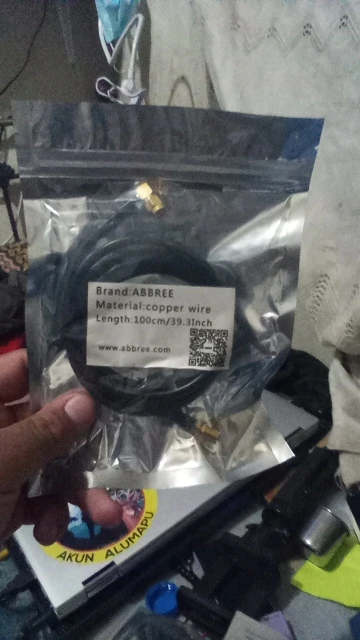 Brand:ABBREE
Material:copper wire
Length:100cm/39.3Inch
www.abbree.com
AKUN ALUMAPU